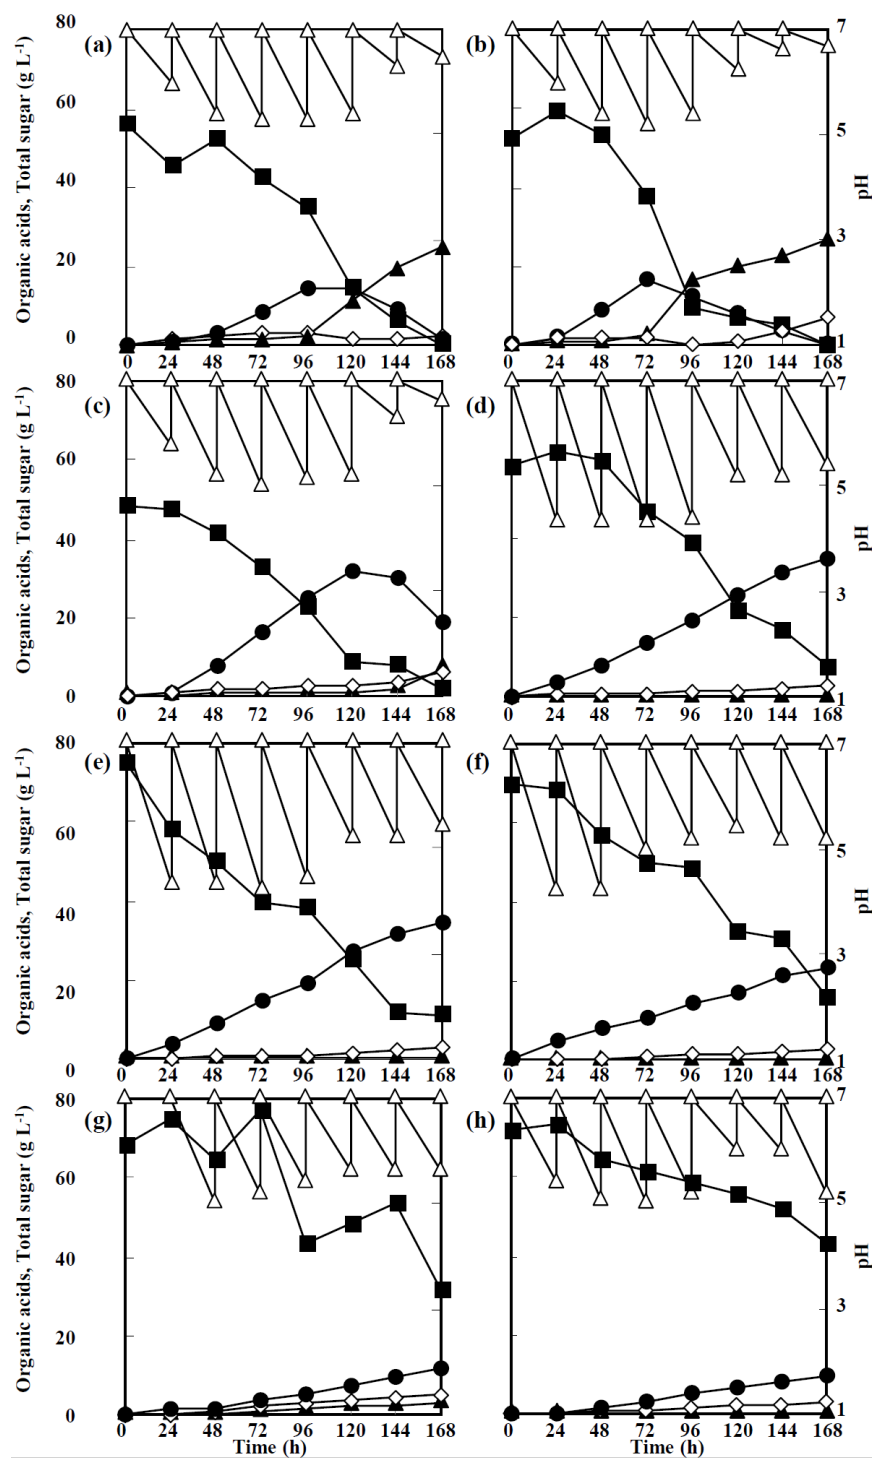 80 (a) (b) 7
60
40
20
0
5
3
1
Organic acids, Total sugar (g L-1)
pH
0 24 48 72 96 120 144 168 0 24 48 72 96 120 144 168
80 (c) (d) 7
60
40
20
0
5
3
1
Organic acids, Total sugar (g L-1)
pH
0 24 48 72 96 120 144 168 0 24 48 72 96 120 144 168
80 (e) (f) 7
60
40
20
0
5
3
1
Organic acids, Total sugar (g L-1)
pH
0 24 48 72 96 120 144 168 0 24 48 72 96 120 144 168
80 (g) (h) 7
60
40
20
0
5
3
1
Organic acids, Total sugar (g L-1)
pH
0 24 48 72 96 120 144 168 0 24 48 72 96 120 144 168
Time (h) Time (h)